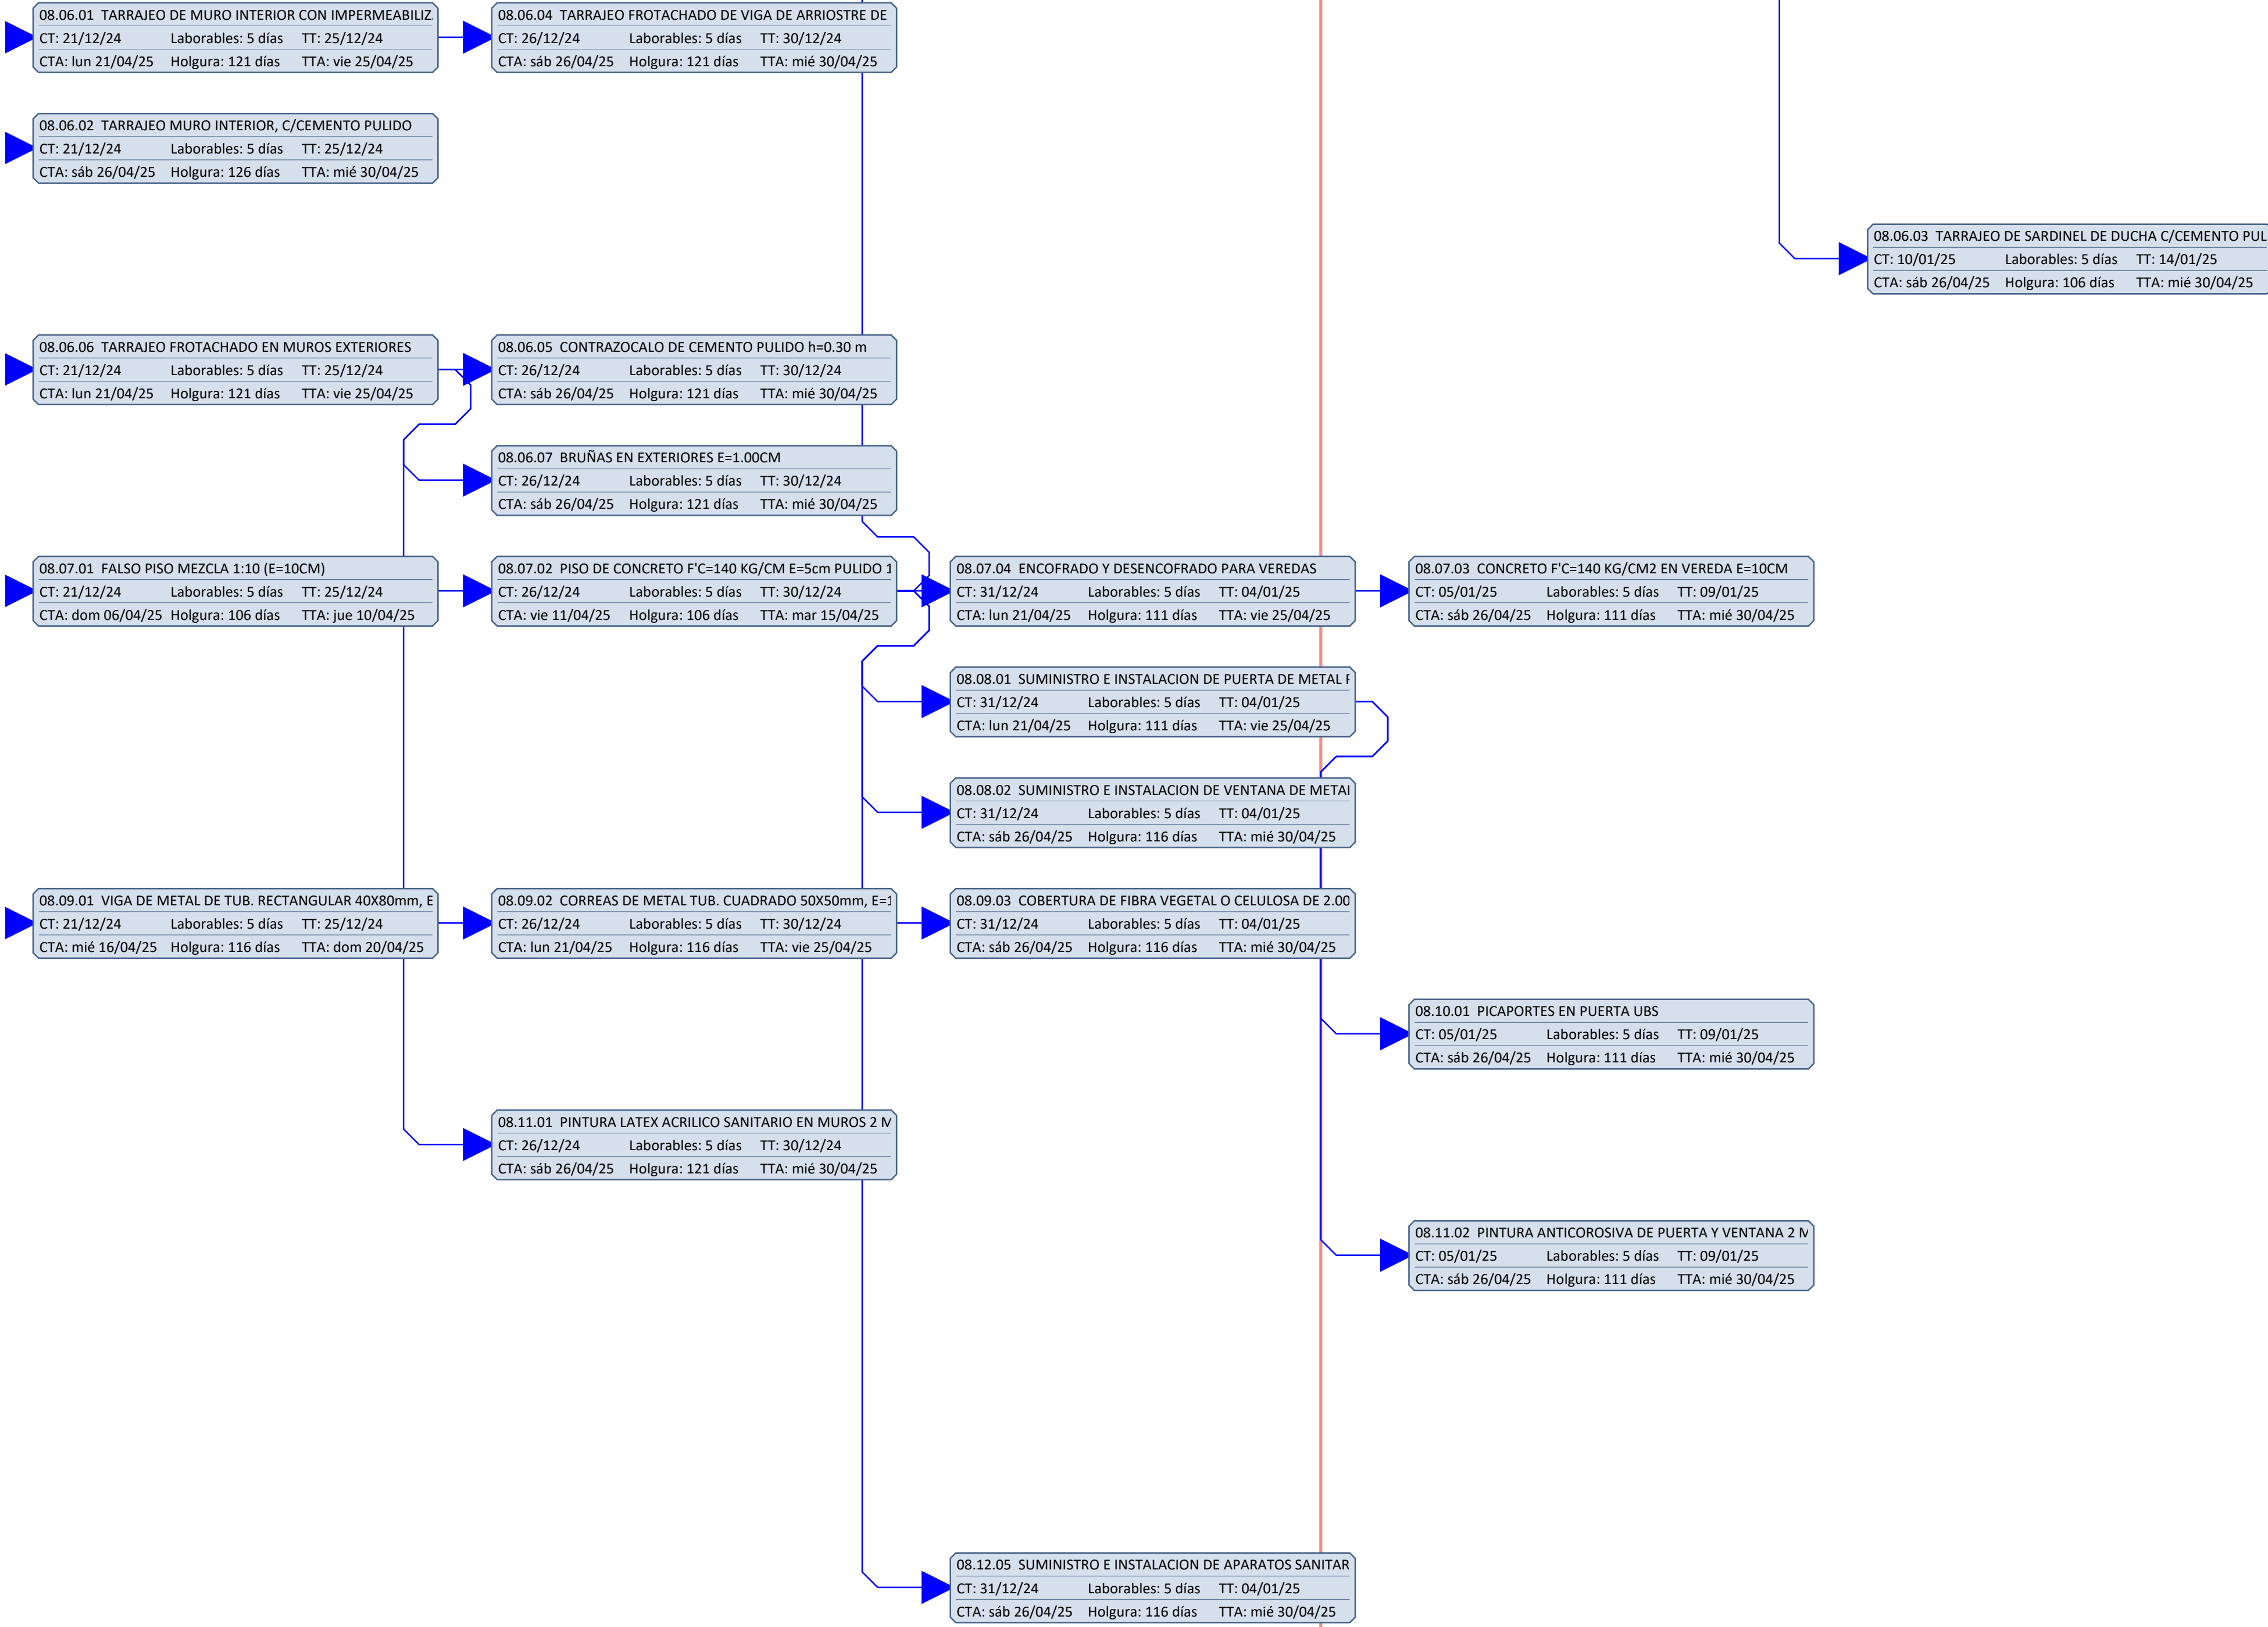 08.06.01 TARRAJEO DE MURO INTERIOR CON IMPERMEABILIZ
CT: 21/12/24 Laborables: 5 días TT: 25/12/24
CTA: lun 21/04/25 Holgura: 121 días TTA: vie 25/04/25
08.06.04 TARRAJEO FROTACHADO DE VIGA DE ARRIOSTRE DE
CT: 26/12/24 Laborables: 5 días TT: 30/12/24
CTA: sáb 26/04/25 Holgura: 121 días TTA: mié 30/04/25
08.06.02 TARRAJEO MURO INTERIOR, C/CEMENTO PULIDO
CT: 21/12/24 Laborables: 5 días TT: 25/12/24
CTA: sáb 26/04/25 Holgura: 126 días TTA: mié 30/04/25
08.06.03 TARRAJEO DE SARDINEL DE DUCHA C/CEMENTO PUL
CT: 10/01/25 Laborables: 5 días TT: 14/01/25
CTA: sáb 26/04/25 Holgura: 106 días TTA: mié 30/04/25
08.06.06 TARRAJEO FROTACHADO EN MUROS EXTERIORES
CT: 21/12/24 Laborables: 5 días TT: 25/12/24
CTA: lun 21/04/25 Holgura: 121 días TTA: vie 25/04/25
08.06.05 CONTRAZOCALO DE CEMENTO PULIDO h=0.30 m
CT: 26/12/24 Laborables: 5 días TT: 30/12/24
CTA: sáb 26/04/25 Holgura: 121 días TTA: mié 30/04/25
08.06.07 BRUÑAS EN EXTERIORES E=1.00CM
CT: 26/12/24 Laborables: 5 días TT: 30/12/24
CTA: sáb 26/04/25 Holgura: 121 días TTA: mié 30/04/25
08.07.01 FALSO PISO MEZCLA 1:10 (E=10CM)
CT: 21/12/24 Laborables: 5 días TT: 25/12/24
CTA: dom 06/04/25 Holgura: 106 días TTA: jue 10/04/25
08.07.02 PISO DE CONCRETO F'C=140 KG/CM E=5cm PULIDO 1
CT: 26/12/24 Laborables: 5 días TT: 30/12/24
CTA: vie 11/04/25 Holgura: 106 días TTA: mar 15/04/25
08.07.04 ENCOFRADO Y DESENCOFRADO PARA VEREDAS
CT: 31/12/24 Laborables: 5 días TT: 04/01/25
CTA: lun 21/04/25 Holgura: 111 días TTA: vie 25/04/25
08.07.03 CONCRETO F'C=140 KG/CM2 EN VEREDA E=10CM
CT: 05/01/25 Laborables: 5 días TT: 09/01/25
CTA: sáb 26/04/25 Holgura: 111 días TTA: mié 30/04/25
08.08.01 SUMINISTRO E INSTALACION DE PUERTA DE METAL
CT: 31/12/24 Laborables: 5 días TT: 04/01/25
CTA: lun 21/04/25 Holgura: 111 días TTA: vie 25/04/25
08.08.02 SUMINISTRO E INSTALACION DE VENTANA DE METAL
CT: 31/12/24 Laborables: 5 días TT: 04/01/25
CTA: sáb 26/04/25 Holgura: 116 días TTA: mié 30/04/25
08.09.01 VIGA DE METAL DE TUB. RECTANGULAR 40X80mm, E
CT: 21/12/24 Laborables: 5 días TT: 25/12/24
CTA: mié 16/04/25 Holgura: 116 días TTA: dom 20/04/25
08.09.02 CORREAS DE METAL TUB. CUADRADO 50X50mm, E=1
CT: 26/12/24 Laborables: 5 días TT: 30/12/24
CTA: lun 21/04/25 Holgura: 116 días TTA: vie 25/04/25
08.09.03 COBERTURA DE FIBRA VEGETAL O CELULOSA DE 2.00
CT: 31/12/24 Laborables: 5 días TT: 04/01/25
CTA: sáb 26/04/25 Holgura: 116 días TTA: mié 30/04/25
08.10.01 PICAPORTES EN PUERTA UBS
CT: 05/01/25 Laborables: 5 días TT: 09/01/25
CTA: sáb 26/04/25 Holgura: 111 días TTA: mié 30/04/25
08.11.01 PINTURA LATEX ACRILICO SANITARIO EN MUROS 2 M
CT: 26/12/24 Laborables: 5 días TT: 30/12/24
CTA: sáb 26/04/25 Holgura: 121 días TTA: mié 30/04/25
08.11.02 PINTURA ANTICOROSIVA DE PUERTA Y VENTANA 2 M
CT: 05/01/25 Laborables: 5 días TT: 09/01/25
CTA: sáb 26/04/25 Holgura: 111 días TTA: mié 30/04/25
08.12.05 SUMINISTRO E INSTALACION DE APARATOS SANITAR
CT: 31/12/24 Laborables: 5 días TT: 04/01/25
CTA: sáb 26/04/25 Holgura: 116 días TTA: mié 30/04/25